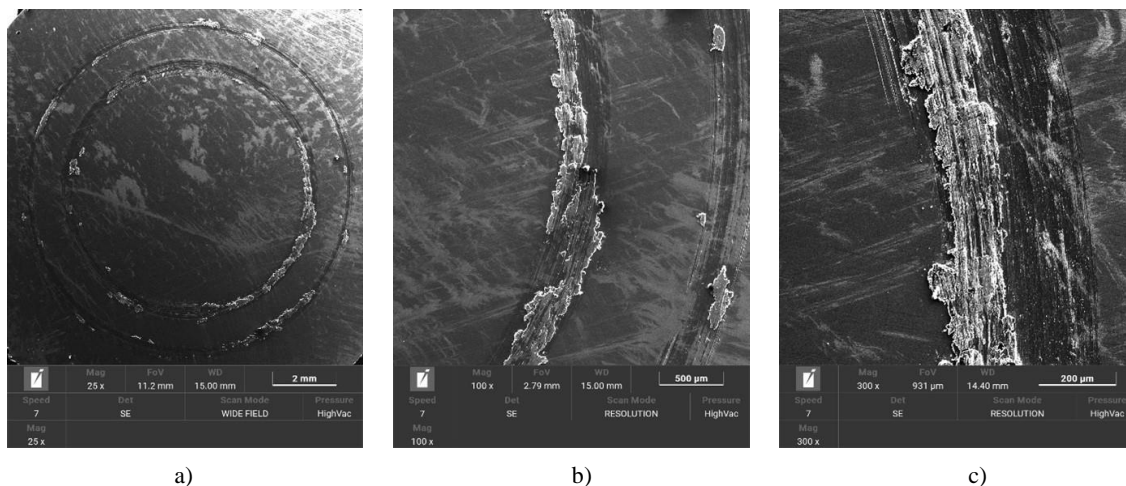 Mag FoV WD
25 x 11.2 mm 15.00 mm 2 mm
Speed Det Scan Mode Pressure
7 SE WIDE FIELD HighVac
Mag
25 x
a)
Mag FoV WD
100 x 2.79 mm 15.00 mm 500 µm
Speed Det Scan Mode Pressure
7 SE RESOLUTION HighVac
Mag
100 x
b)
Mag FoV WD
300 x 931 µm 14.40 mm 200 µm
Speed Det Scan Mode Pressure
7 SE RESOLUTION HighVac
Mag
300 x
c)